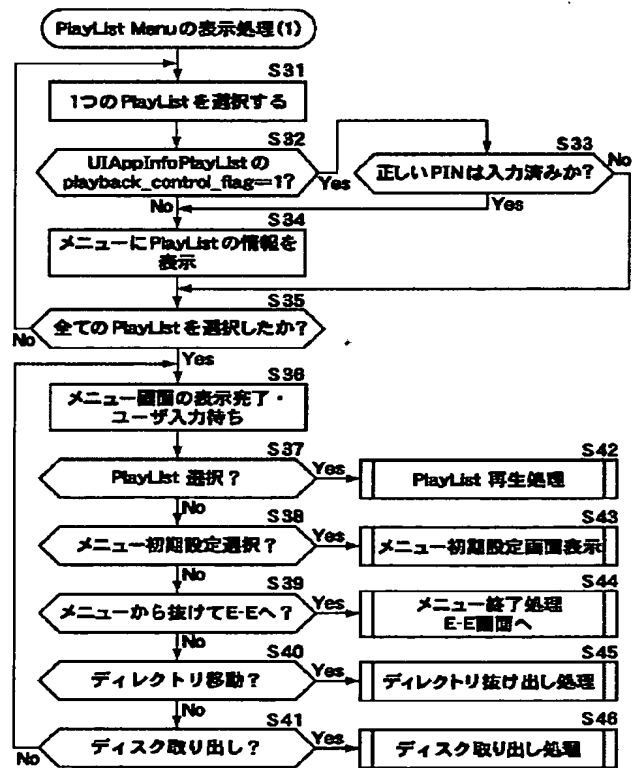 PlayList Menuの表示処理(1)
S31
1つのPlayListを選択する
S32
UIAppInfoPlayListの
playback_control_flag==1?
Yes
No
S33
正しいPINは入力済みか?
No
Yes
S34
メニューにPlayListの情報を
表示
S35
全てのPlayListを選択したか?
No
Yes
S36
メニュー画面の表示完了・
ユーザ入力待ち
S37
PlayList 選択?
Yes
No
S42
PlayList 再生処理
S38
メニュー初期設定選択?
Yes
No
S43
メニュー初期設定画面表示
S39
メニューから抜けてE-Eへ?
Yes
No
S44
メニュー終了処理
E-E画面へ
S40
ディレクトリ移動?
Yes
No
S45
ディレクトリ抜け出し処理
S41
ディスク取り出し?
Yes
No
S46
ディスク取り出し処理